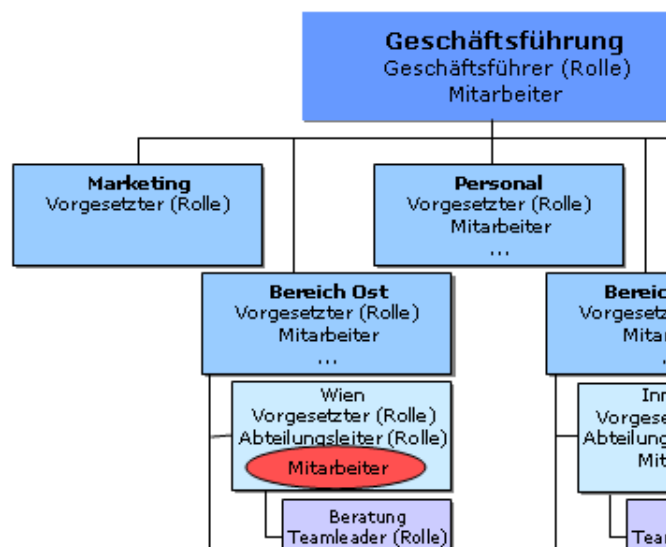 Geschäftsführung
Geschäftsführer (Rolle)
Mitarbeiter
Marketing
Vorgesetzter (Rolle)
Personal
Vorgesetzter (Rolle)
Mitarbeiter
...
Bereich Ost
Vorgesetzter (Rolle)
Mitarbeiter
...
Wien
Vorgesetzter (Rolle)
Abteilungsleiter (Rolle)
Mitarbeiter
Beratung
Teamleader (Rolle)